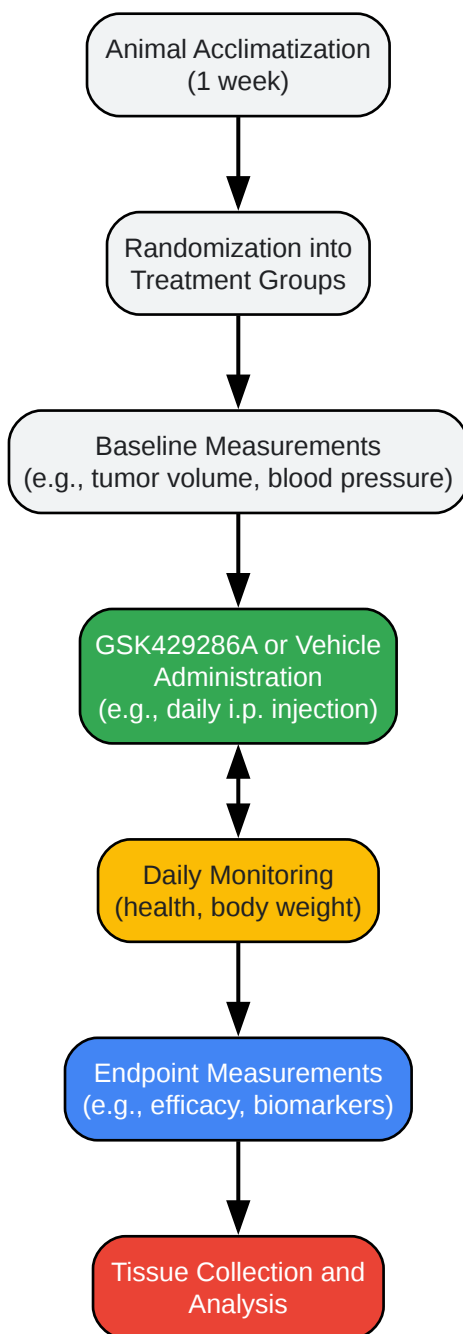 Animal Acclimatization
(1 week)
Randomization into
Treatment Groups
Baseline Measurements
(e.g., tumor volume, blood pressure)
GSK429286A or Vehicle
Administration
(e.g., daily i.p. injection)
Daily Monitoring
(health, body weight)
Endpoint Measurements
(e.g., efficacy, biomarkers)
Tissue Collection and
Analysis